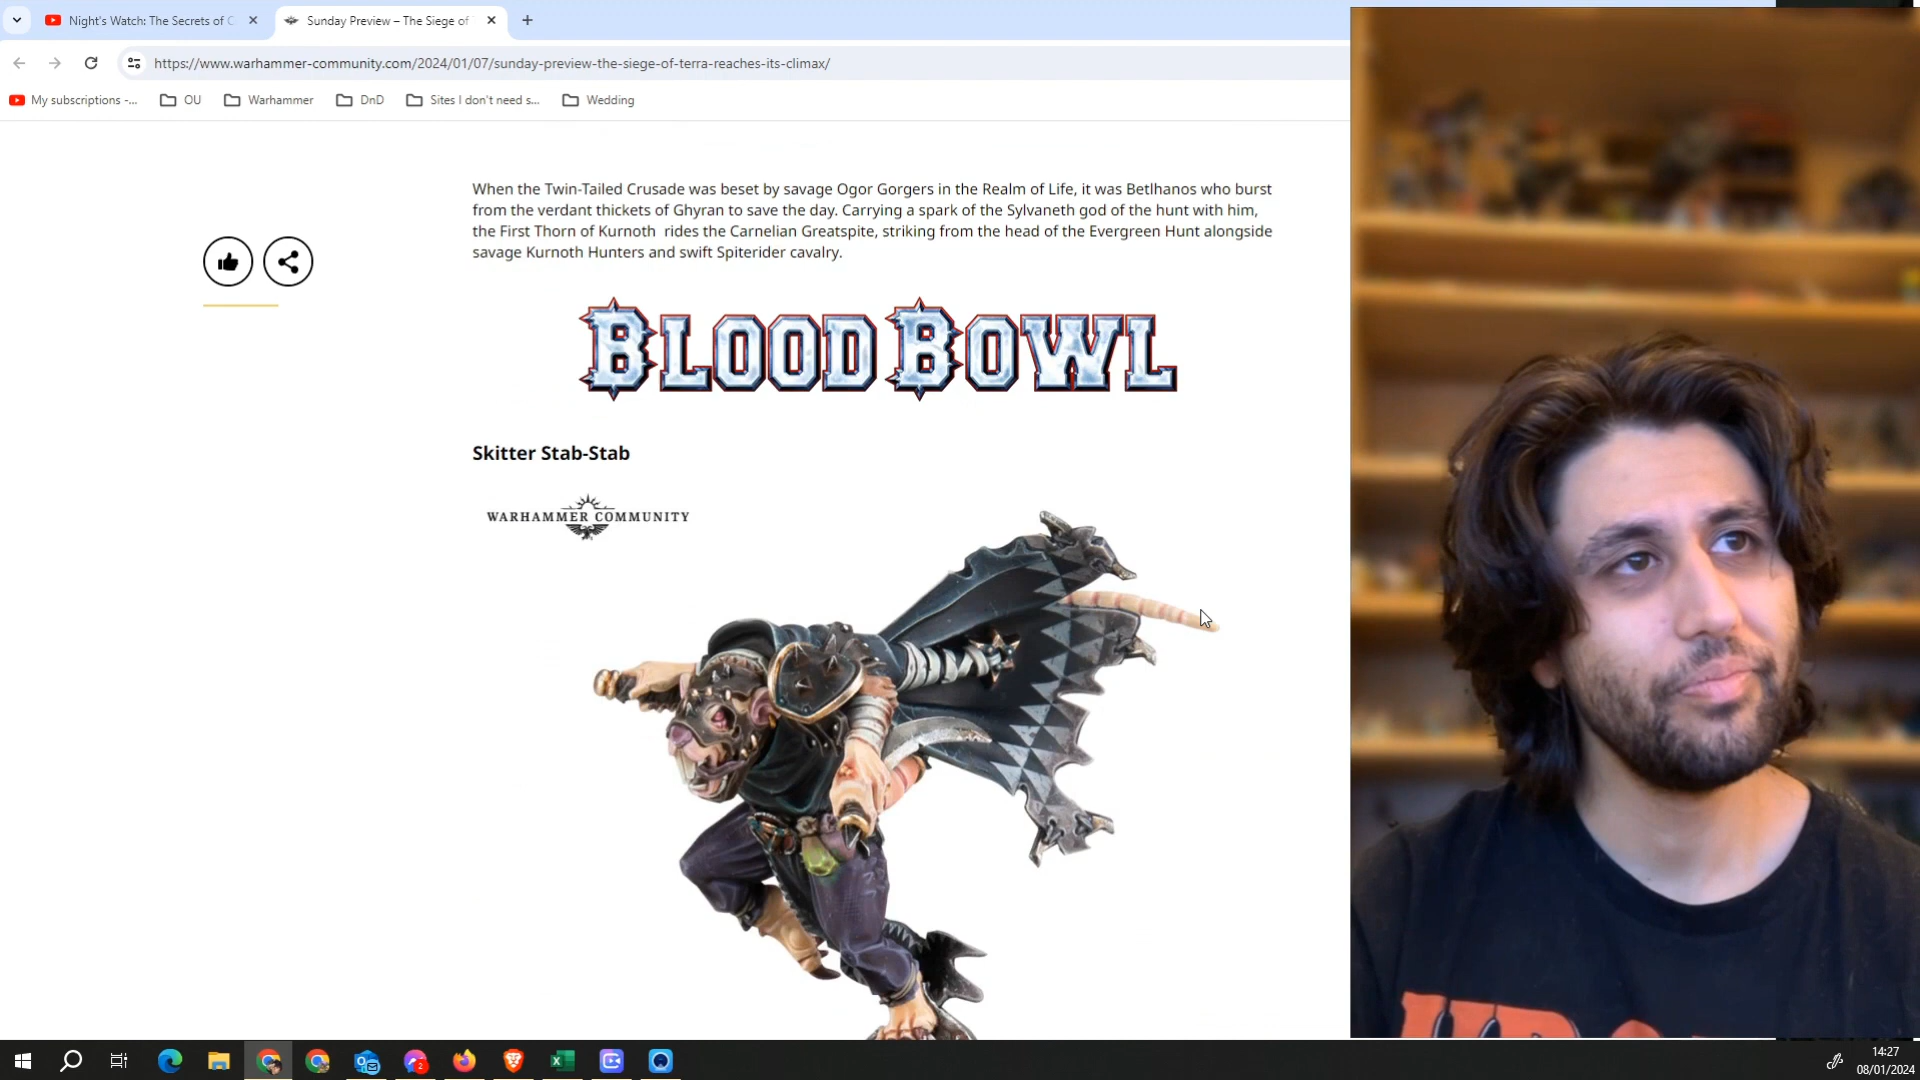 Night's Watch: The Secrets of C
Sunday Preview – The Siege of
https://www.warhammer-community.com/2024/01/07/sunday-preview-the-siege-of-terra-reaches-its-climax/
My subscriptions -...
OU
Warhammer
DnD
Sites I don't need s...
Wedding
When the Twin-Tailed Crusade was beset by savage Ogor Gorgers in the Realm of Life, it was Betlhanos who burst
from the verdant thickets of Ghyran to save the day. Carrying a spark of the Sylvaneth god of the hunt with him,
the First Thorn of Kurnoth rides the Carnelian Greatspite, striking from the head of the Evergreen Hunt alongside
savage Kurnoth Hunters and swift Spiterider cavalry.
BLOOD BOWL
Skitter Stab-Stab
WARHAMMER COMMUNITY
2
14:27
08/01/2024